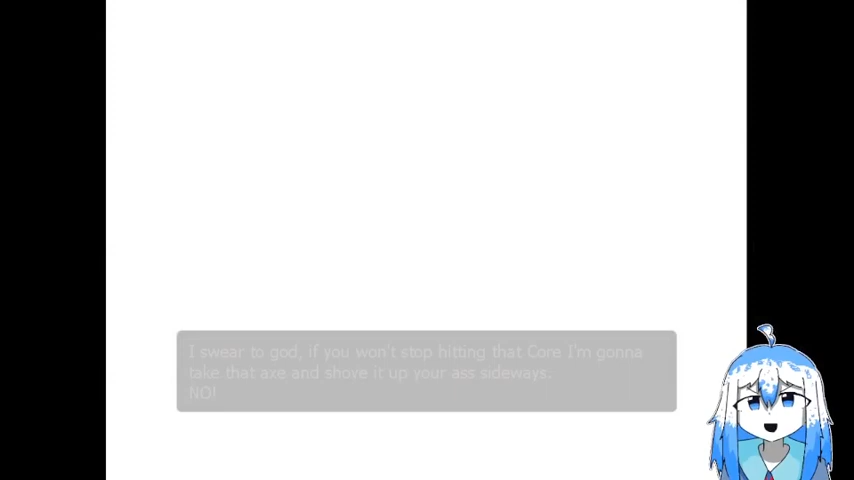 I swear to god, if you won't stop hitting that Core I'm gonna
take that axe and shove it up your ass sideways.
NO!